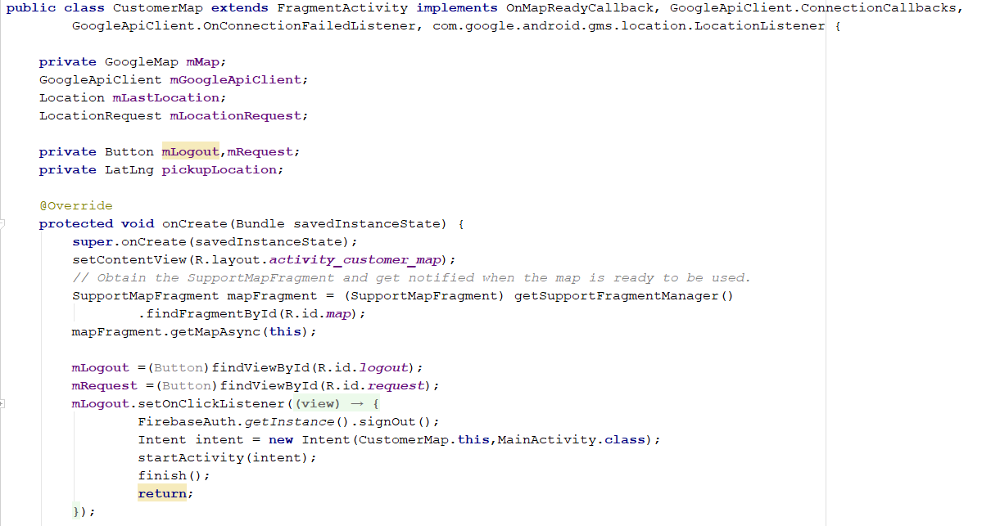 public class CustomerMap extends FragmentActivity implements OnMapReadyCallback, GoogleApiClient.ConnectionCallbacks,
        GoogleApiClient.OnConnectionFailedListener, com.google.android.gms.location.LocationListener {

    private GoogleMap mMap;
    GoogleApiClient mGoogleApiClient;
    Location mLastLocation;
    LocationRequest mLocationRequest;

    private Button mLogout,mRequest;
    private LatLng pickupLocation;

    @Override
    protected void onCreate(Bundle savedInstanceState) {
        super.onCreate(savedInstanceState);
        setContentView(R.layout.activity_customer_map);
        // Obtain the SupportMapFragment and get notified when the map is ready to be used.
        SupportMapFragment mapFragment = (SupportMapFragment) getSupportFragmentManager()
                .findFragmentById(R.id.map);
        mapFragment.getMapAsync(this);

        mLogout =(Button)findViewById(R.id.logout);
        mRequest =(Button)findViewById(R.id.request);
        mLogout.setOnClickListener((view) → {
                FirebaseAuth.getInstance().signOut();
                Intent intent = new Intent(CustomerMap.this,MainActivity.class);
                startActivity(intent);
                finish();
                return;
        });